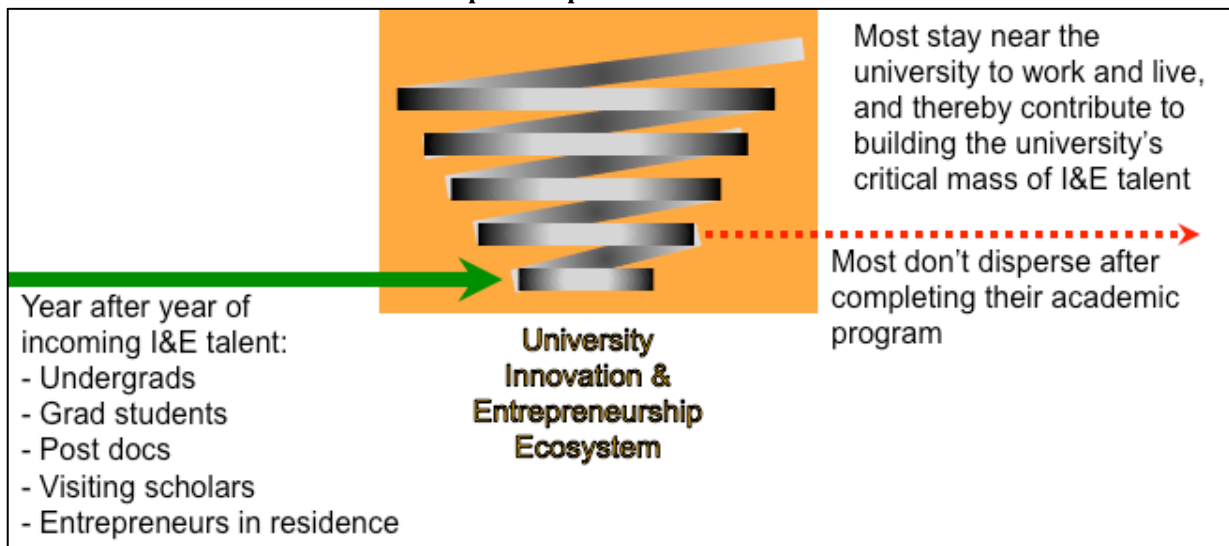 Most stay near the
university to work and live,
and thereby contribute to
building the university's
critical mass of I&E talent
Most don't disperse after
completing their academic
program
Year after year of
incoming I&E talent:
- Undergrads
- Grad students
- Post docs
- Visiting scholars
- Entrepreneurs in residence
University
Innovation &
Entrepreneurship
Ecosystem